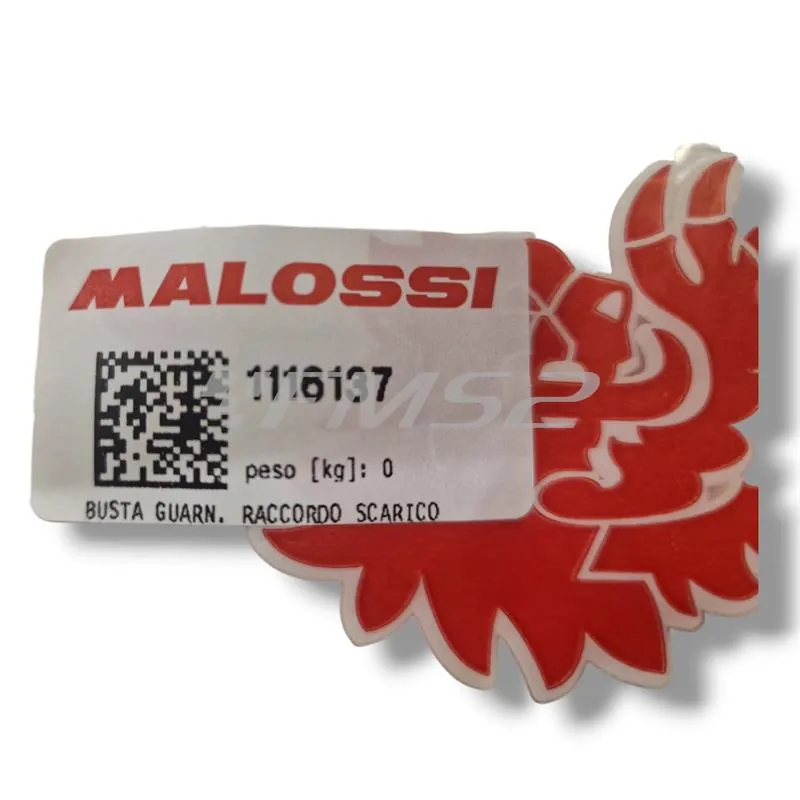 MALOSSI
1116137
peso [kg]: 0
BUSTA GUARN. RACCORDO SCARICO